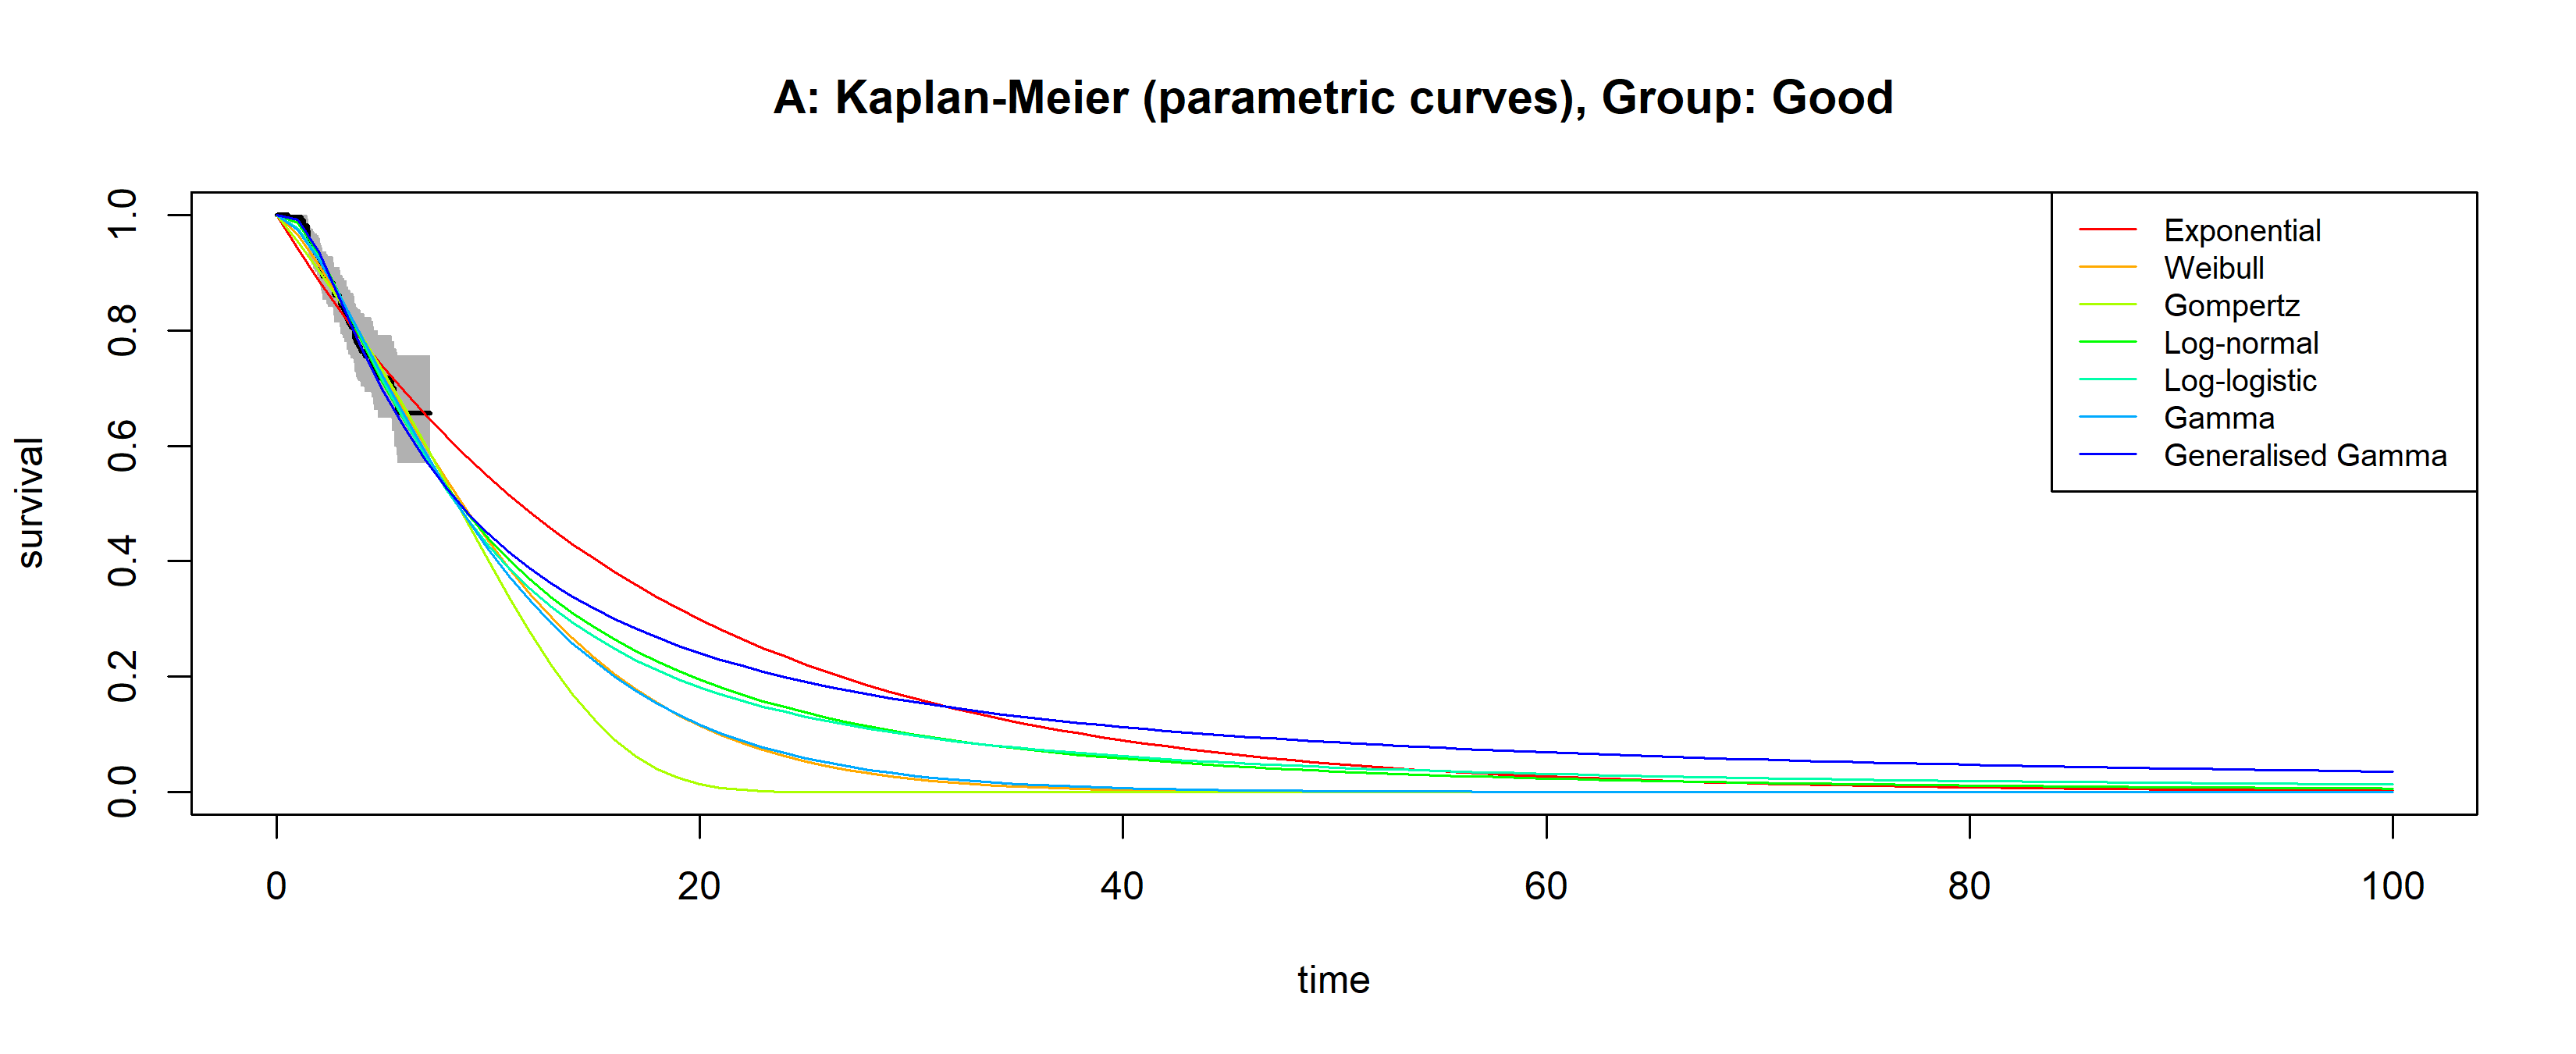 A: Kaplan-Meier (parametric curves), Group: Good
Exponential
Weibull
Gompertz
Log-normal
Log-logistic
Gamma
Generalised Gamma
survival
1.0
0.8
0.6
0.4
0.2
0.0
0 20 40 60 80 100
time